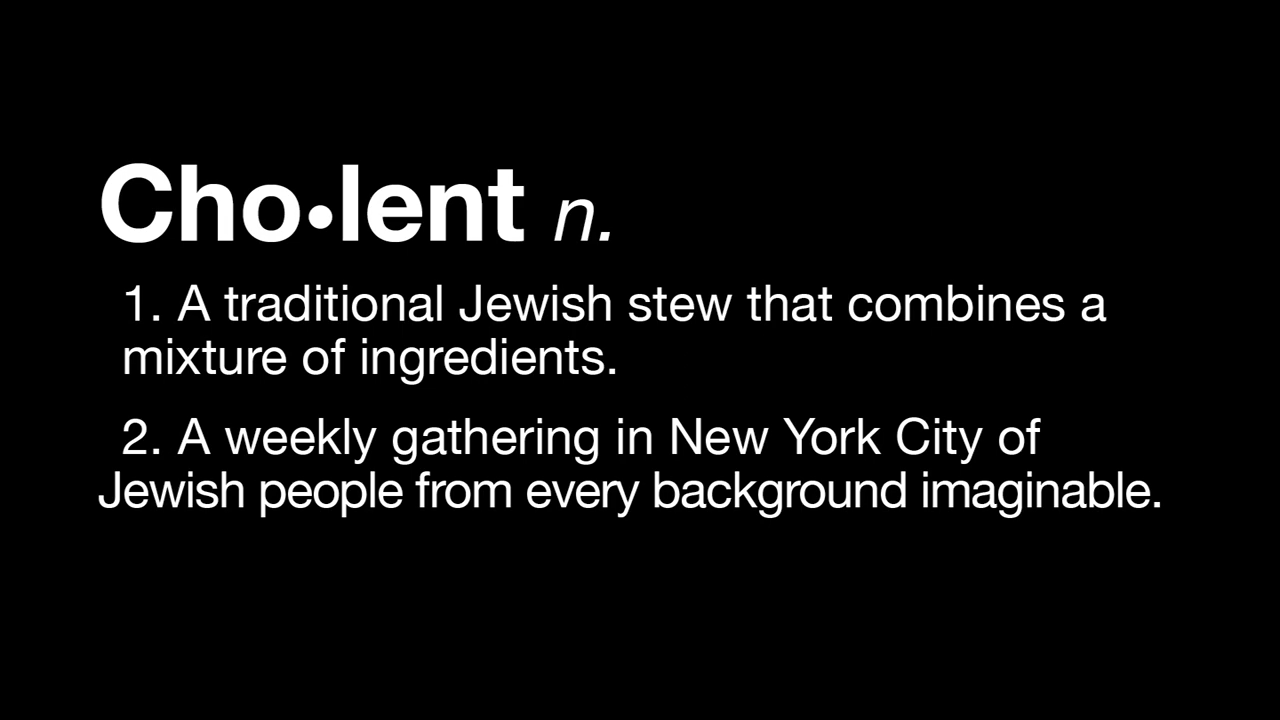 Cho•lent n.
1. A traditional Jewish stew that combines a
mixture of ingredients.
2. A weekly gathering in New York City of
Jewish people from every background imaginable.